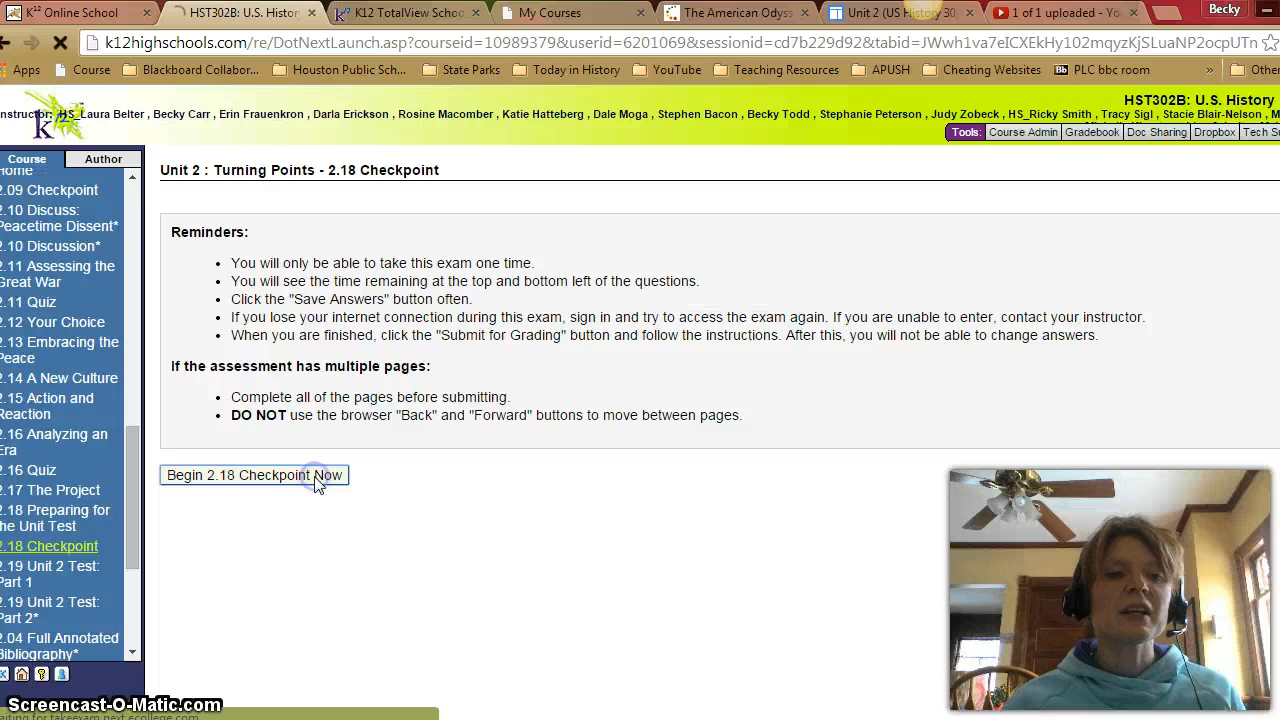 K¹² Online School
HST302B: U.S. Histor
K12 TotalView Schoo
My Courses
The American Odys
Unit 2 (US History 30
1 of 1 uploaded - Yo
Becky
k12highschools.com/re/DotNextLaunch.asp?courseid=10989379&userid=6201069&sessionid=cd7b229d92&tabid=JWwh1va7eICXEkHy102mqyzKjSLuaNP2ocpUTn
Apps
Course
Blackboard Collabor...
Houston Public Sch...
State Parks
Today in History
YouTube
Teaching Resources
APUSH
Cheating Websites
Bb PLC bbc room
»
Other
HST302B: U.S. History
nstructor: HS_Laura Belter , Becky Carr , Erin Frauenkron , Darla Erickson , Rosine Macomber , Katie Hatteberg , Dale Moga , Stephen Bacon , Becky Todd , Stephanie Peterson , Judy Zobeck , HS_Ricky Smith , Tracy Sigl , Stacie Blair-Nelson , M
k12
Tools: Course Admin Gradebook Doc Sharing Dropbox Tech S
Course Author
Home
2.09 Checkpoint
2.10 Discuss:
Peacetime Dissent*
2.10 Discussion*
2.11 Assessing the
Great War
2.11 Quiz
2.12 Your Choice
2.13 Embracing the
Peace
2.14 A New Culture
2.15 Action and
Reaction
2.16 Analyzing an
Era
2.16 Quiz
2.17 The Project
2.18 Preparing for
the Unit Test
2.18 Checkpoint
2.19 Unit 2 Test:
Part 1
2.19 Unit 2 Test:
Part 2*
2.04 Full Annotated
Bibliography*
Unit 2 : Turning Points - 2.18 Checkpoint
Reminders:
• You will only be able to take this exam one time.
• You will see the time remaining at the top and bottom left of the questions.
• Click the "Save Answers" button often.
• If you lose your internet connection during this exam, sign in and try to access the exam again. If you are unable to enter, contact your instructor.
• When you are finished, click the "Submit for Grading" button and follow the instructions. After this, you will not be able to change answers.
If the assessment has multiple pages:
• Complete all of the pages before submitting.
• DO NOT use the browser "Back" and "Forward" buttons to move between pages.
Begin 2.18 Checkpoint Now
Screencast-O-Matic.com
aiting for takeexam.next.ecollege.com